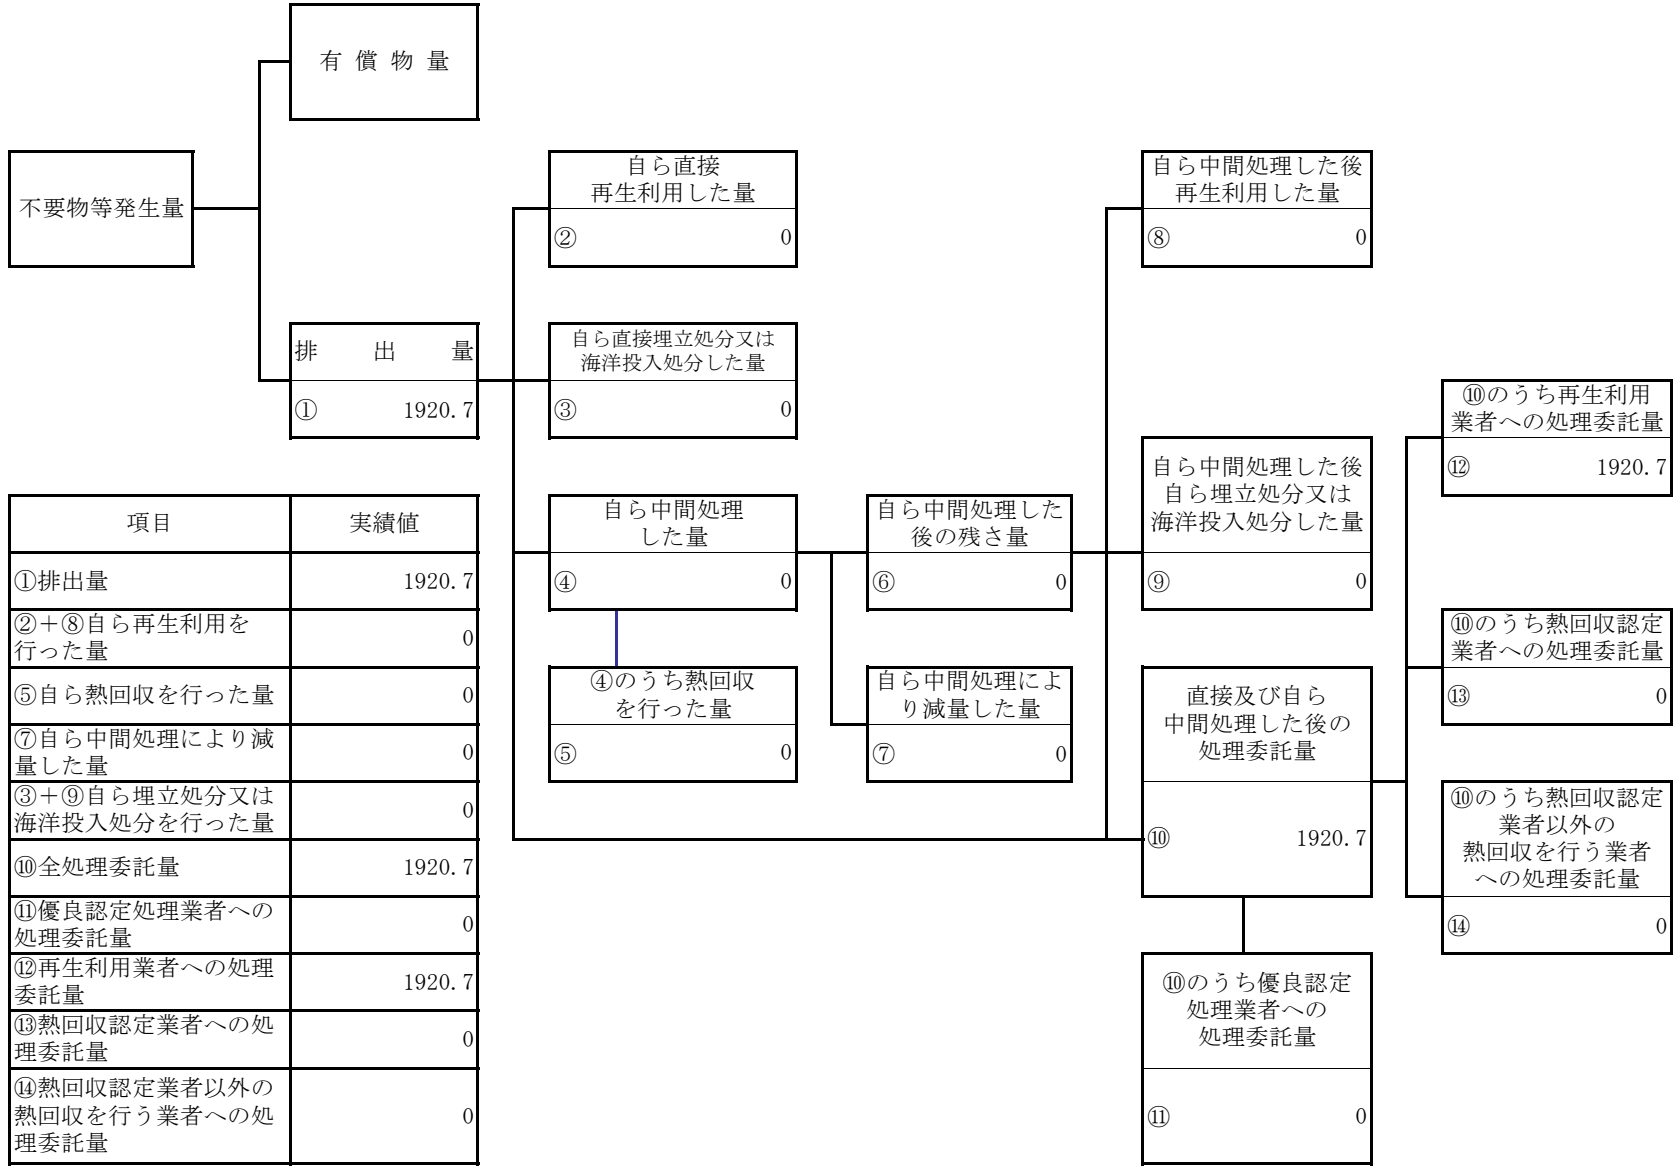 有償物量
不要物等発生量
排出量
① 1920.7
自ら直接
再生利用した量
② 0
自ら直接埋立処分又は
海洋投入処分した量
③ 0
自ら中間処理
した量
④ 0
④のうち熱回収
を行った量
⑤ 0
自ら中間処理した
後の残さ量
⑥ 0
自ら中間処理によ
り減量した量
⑦ 0
自ら中間処理した後
再生利用した量
⑧ 0
自ら中間処理した後
自ら埋立処分又は
海洋投入処分した量
⑨ 0
直接及び自ら
中間処理した後の
処理委託量
⑩ 1920.7
⑩のうち優良認定
処理業者への
処理委託量
⑪ 0
⑩のうち再生利用
業者への処理委託量
⑫ 1920.7
⑩のうち熱回収認定
業者への処理委託量
⑬ 0
⑩のうち熱回収認定
業者以外の
熱回収を行う業者
への処理委託量
⑭ 0
項目 実績値
①排出量 1920.7
②+⑧自ら再生利用を
行った量 0
⑤自ら熱回収を行った量 0
⑦自ら中間処理により減
量した量 0
③+⑨自ら埋立処分又は
海洋投入処分を行った量 0
⑩全処理委託量 1920.7
⑪優良認定処理業者への
処理委託量 0
⑫再生利用業者への処理
委託量 1920.7
⑬熱回収認定業者への処
理委託量 0
⑭熱回収認定業者以外の
熱回収を行う業者への処
理委託量 0